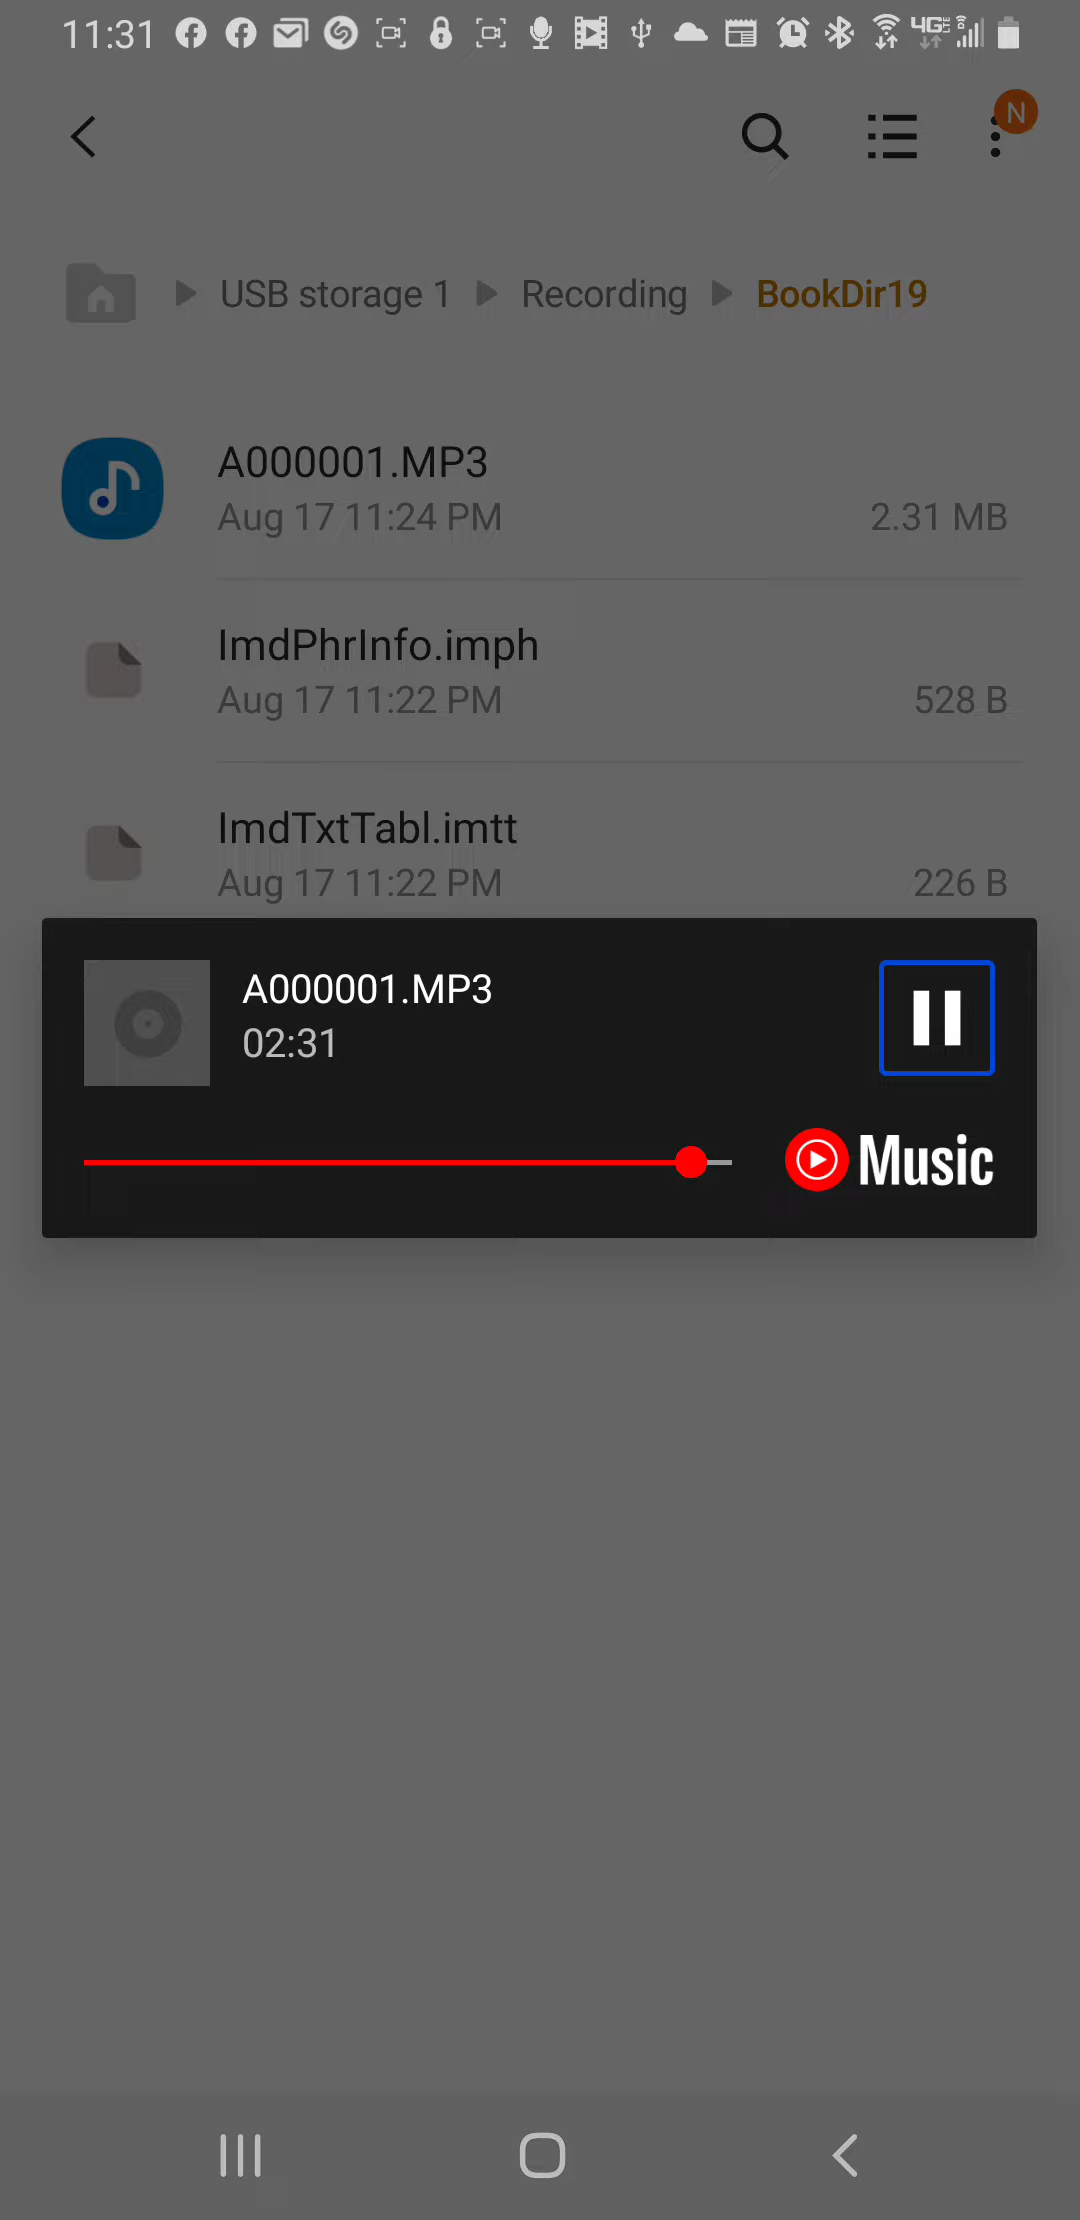 11:31
4G LTE
N
USB storage 1 Recording BookDir19
A000001.MP3
Aug 17 11:24 PM 2.31 MB
ImdPhrInfo.imph
Aug 17 11:22 PM 528 B
ImdTxtTabl.imtt
Aug 17 11:22 PM 226 B
A000001.MP3
02:31
Music